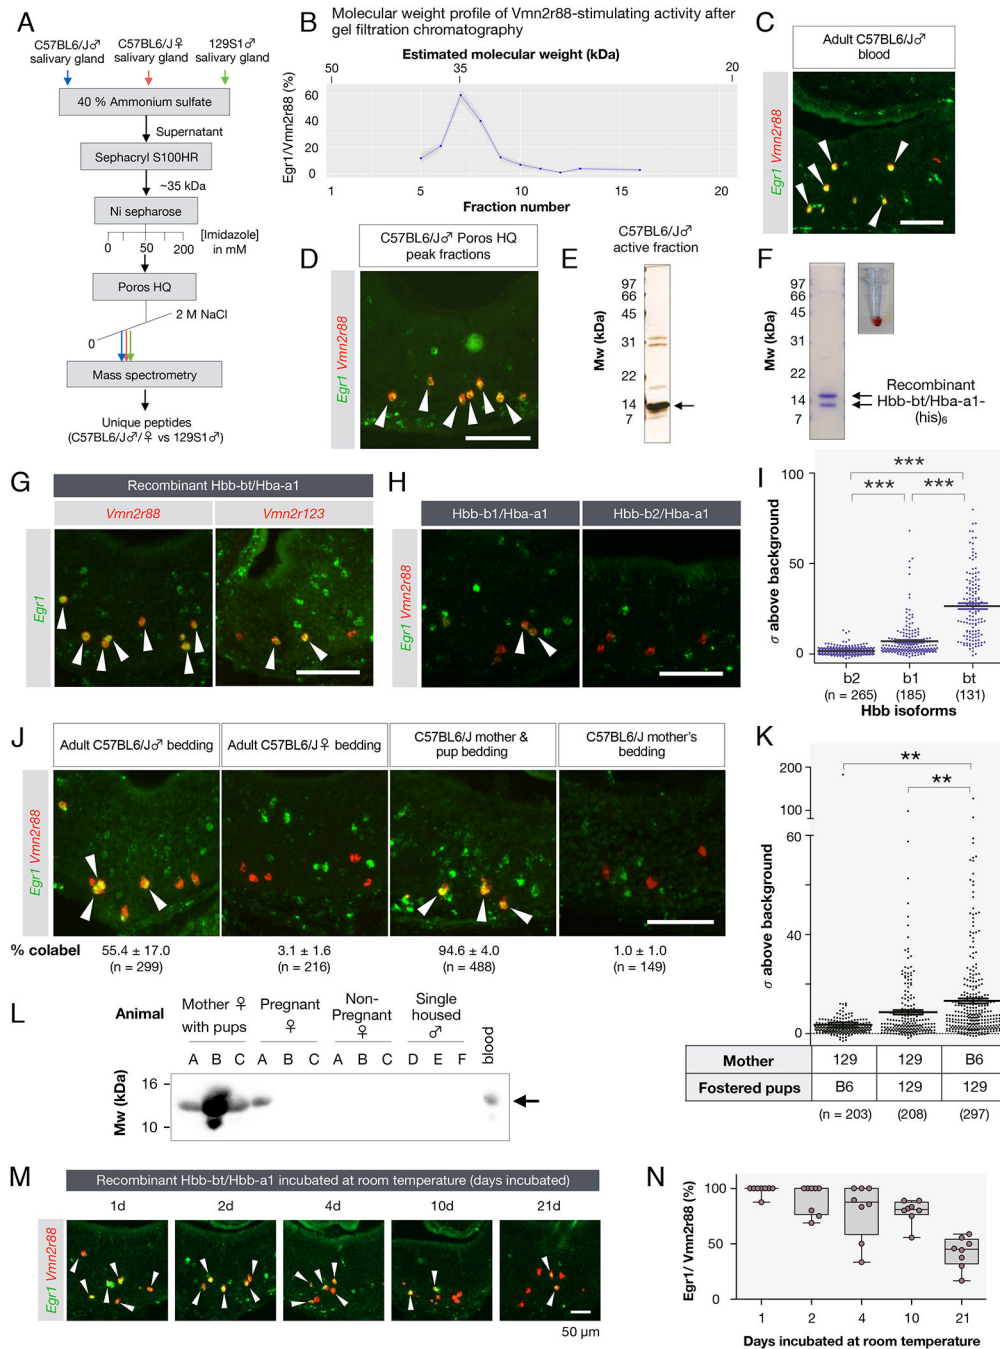 A
C57BL6/J♂ salivary gland
C57BL6/J♀ salivary gland
129S1♂ salivary gland
40 % Ammonium sulfate
Supernatant
Sephacryl S100HR
~35 kDa
Ni sepharose
[Imidazole] in mM
0 50 200
Poros HQ
2 M NaCl
0
Mass spectrometry
Unique peptides
(C57BL6/J♂/♀ vs 129S1♂)
B
Molecular weight profile of Vmn2r88-stimulating activity after
gel filtration chromatography
Estimated molecular weight (kDa)
50 35 20
Egr1/Vmn2r88 (%)
60
40
20
0
1 5 10 15 20
Fraction number
C
Adult C57BL6/J♂
blood
Egr1 Vmn2r88
D
C57BL6/J♂ Poros HQ
peak fractions
Egr1 Vmn2r88
E
C57BL6/J♂
active fraction
Mw (kDa)
97
66
45
31
22
14
7
F
Mw (kDa)
97
66
45
31
22
14
7
Recombinant
Hbb-bt/Hba-a1-
(his)6
G
Recombinant Hbb-bt/Hba-a1
Vmn2r88 Vmn2r123
Egr1
H
Hbb-b1/Hba-a1 Hbb-b2/Hba-a1
Egr1 Vmn2r88
I
σ above background
100
50
0
***
*** ***
b2 b1 bt
(n = 265) (185) (131)
Hbb isoforms
J
Adult C57BL6/J♂ bedding
Adult C57BL6/J♀ bedding
C57BL6/J mother &
pup bedding
C57BL6/J mother's
bedding
Egr1 Vmn2r88
% colabel 55.4 ± 17.0 3.1 ± 1.6 94.6 ± 4.0 1.0 ± 1.0
(n = 299) (n = 216) (n = 488) (n = 149)
K
σ above background
200
100
60
40
20
0
**
**
Mother 129 129 B6
Fostered pups B6 129 129
(n = 203) (208) (297)
L
Animal
Mother ♀
with pups
Pregnant
♀
Non-
Pregnant
♀
Single
housed
♂
blood
A B C A B C A B C D E F
Mw (kDa)
16
10
M
Recombinant Hbb-bt/Hbb-a1 incubated at room temperature (days incubated)
1d 2d 4d 10d 21d
Egr1 Vmn2r88
50 µm
N
Egr1/ Vmn2r88 (%)
100
50
0
1 2 4 10 21
Days incubated at room temperature